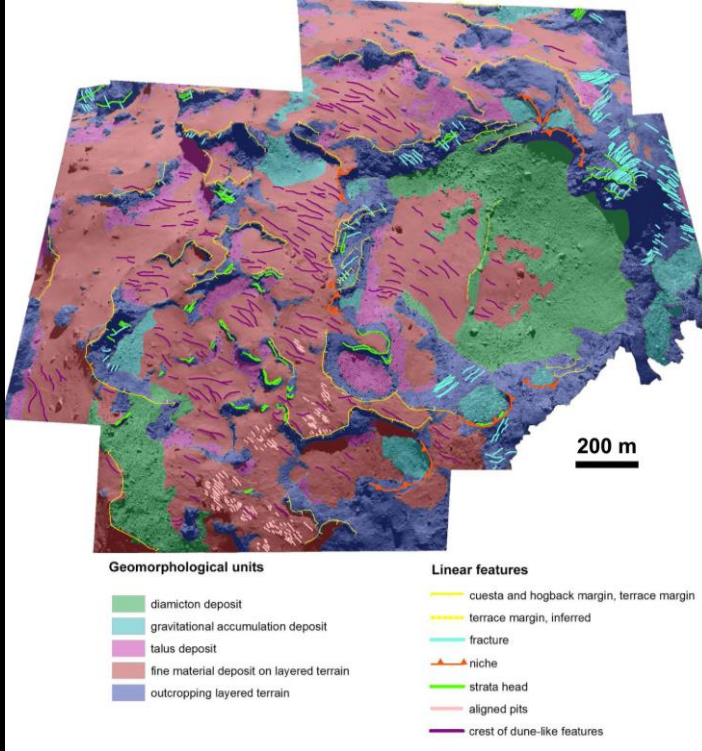 200 m
Geomorphological units
diamicton deposit
gravitational accumulation deposit
talus deposit
fine material deposit on layered terrain
outcropping layered terrain
Linear features
cuesta and hogback margin, terrace margin
terrace margin, inferred
fracture
niche
strata head
aligned pits
crest of dune-like features